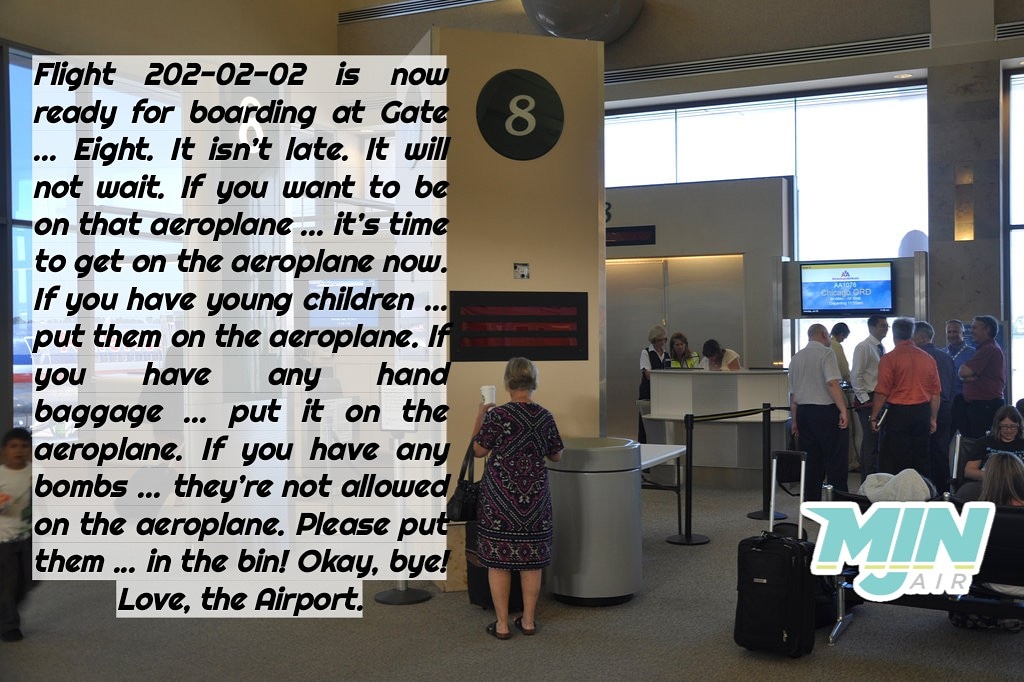 Flight 202-02-02 is now
ready for boarding at Gate
... Eight. It isn't late. It will
not wait. If you want to be
on that aeroplane ... it's time
to get on the aeroplane now.
If you have young children ...
put them on the aeroplane. If
you have any hand
baggage ... put it on the
aeroplane. If you have any
bombs ... they're not allowed
on the aeroplane. Please put
them ... in the bin! Okay, bye!
Love, the Airport.
8
8
AA1076
Chicago ORD
MJN
AIR